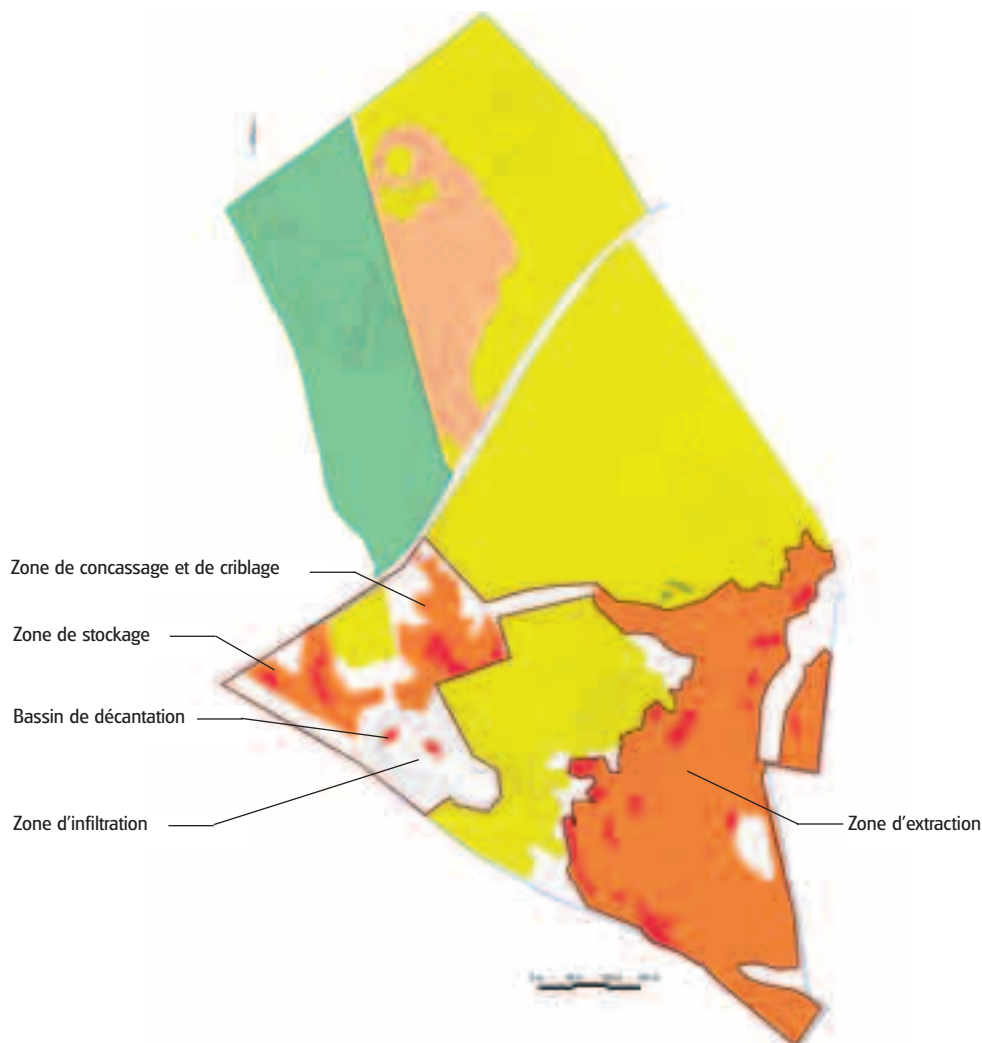 Zone de concassage et de criblage
Zone de stockage
Bassin de décantation
Zone d'infiltration
Zone d'extraction